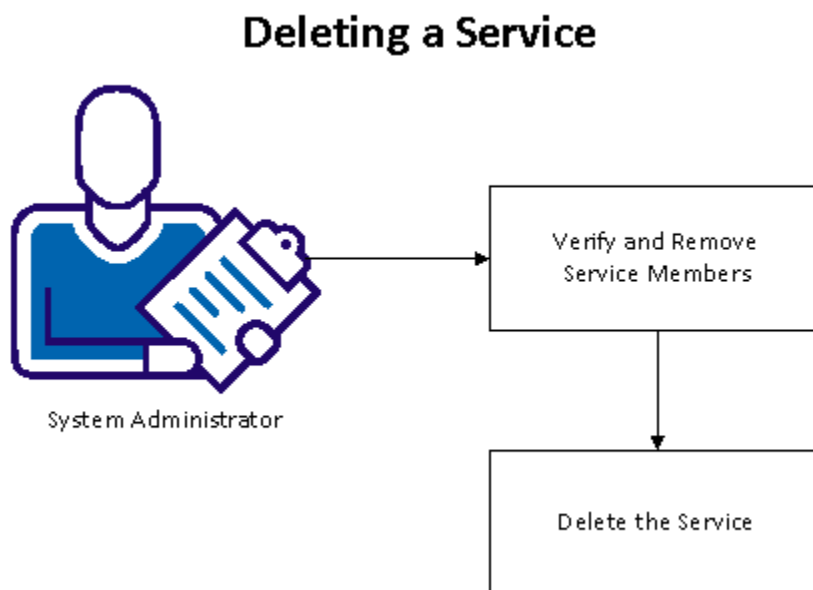 Deleting a Service
Verify and Remove
Service Members
System Administrator
Delete the Service